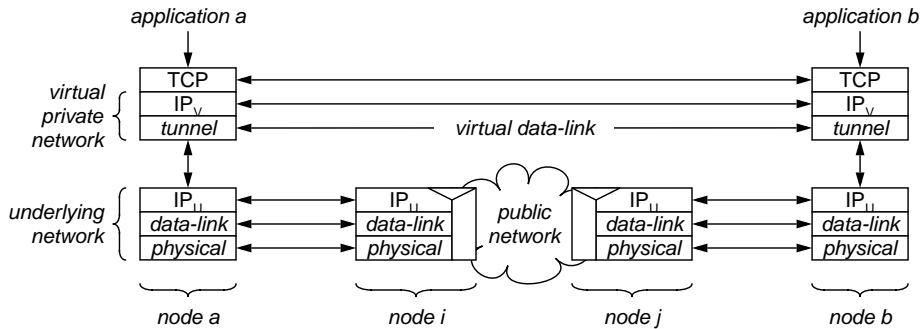 application a application b
TCP TCP
virtual private network
IPV IPV
tunnel virtual data-link tunnel
underlying network
IPU IPU IPU IPU
data-link data-link data-link data-link
physical physical physical physical
public network
node a node i node j node b